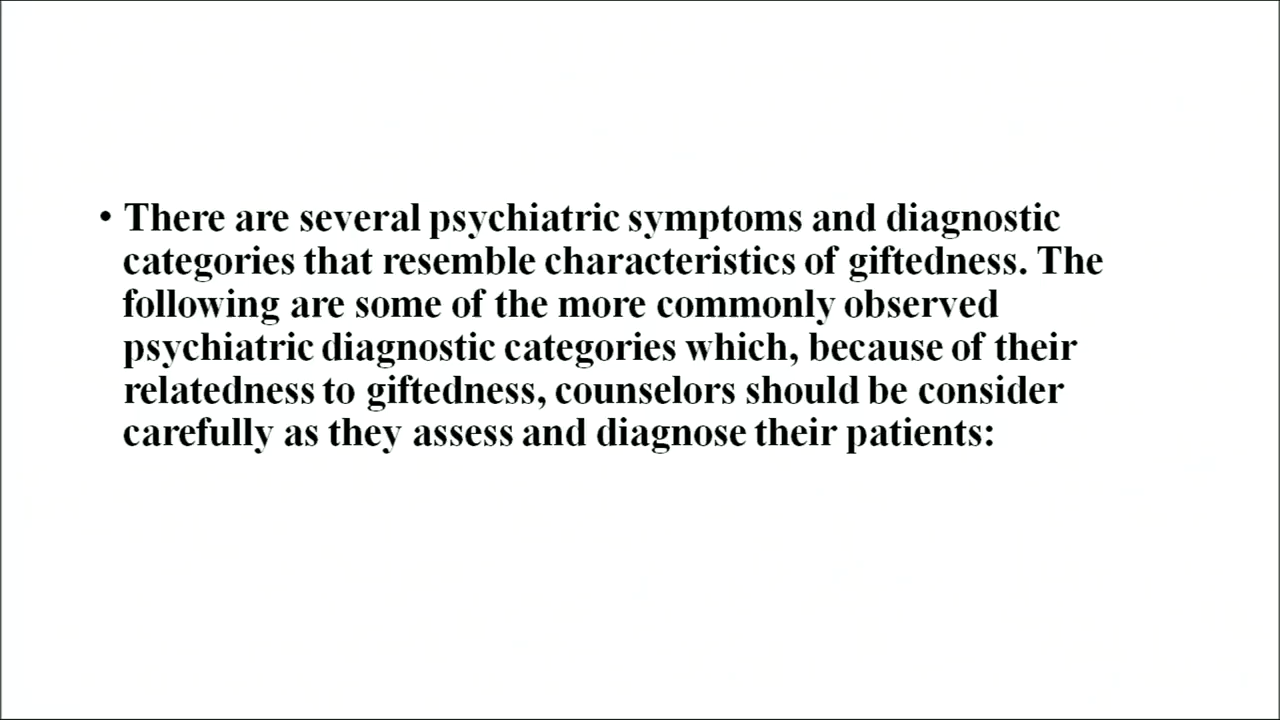 • There are several psychiatric symptoms and diagnostic
categories that resemble characteristics of giftedness. The
following are some of the more commonly observed
psychiatric diagnostic categories which, because of their
relatedness to giftedness, counselors should be consider
carefully as they assess and diagnose their patients: